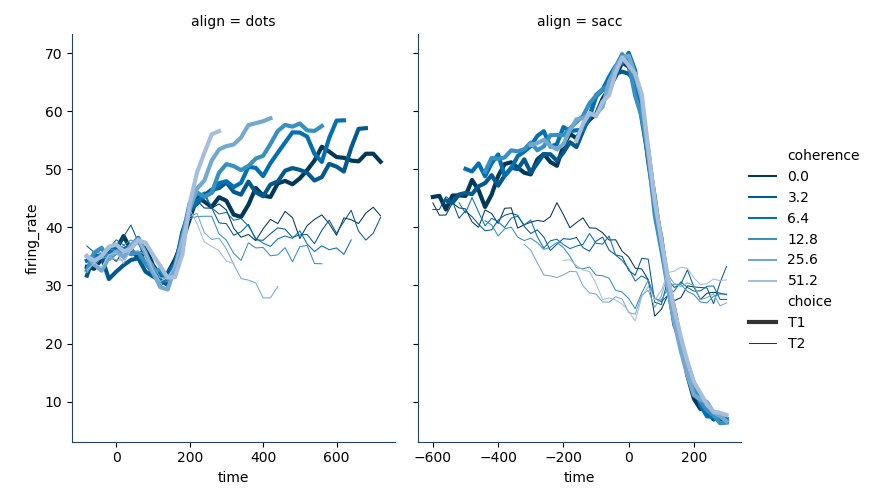 align = dots
align = sacc
70
60
50
40
30
20
10
firing_rate
0
200
400
600
time
−600
−400
−200
0
200
time
coherence
0.0
3.2
6.4
12.8
25.6
51.2
choice
T1
T2